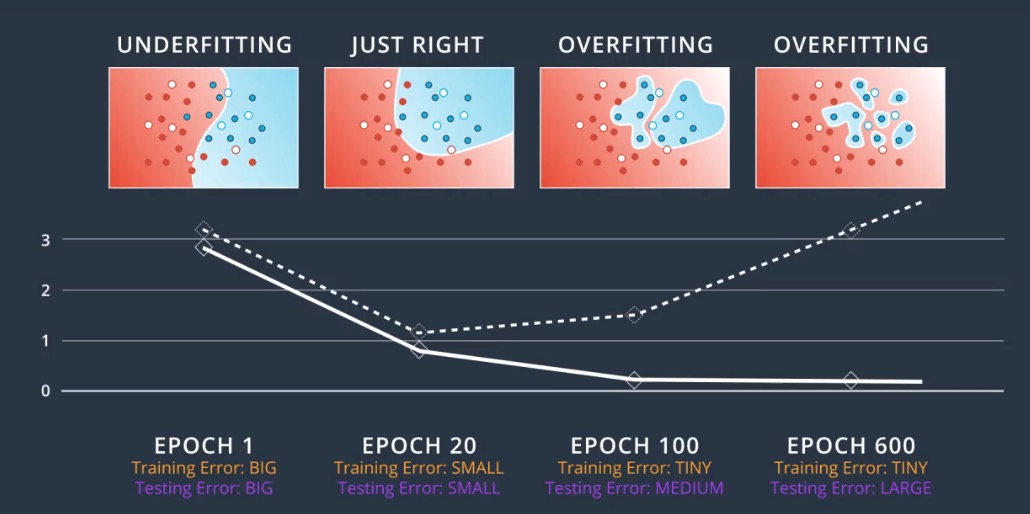 UNDERFITTING
JUST RIGHT
OVERFITTING
OVERFITTING
3
2
1
0
EPOCH 1
Training Error: BIG
Testing Error: BIG
EPOCH 20
Training Error: SMALL
Testing Error: SMALL
EPOCH 100
Training Error: TINY
Testing Error: MEDIUM
EPOCH 600
Training Error: TINY
Testing Error: LARGE